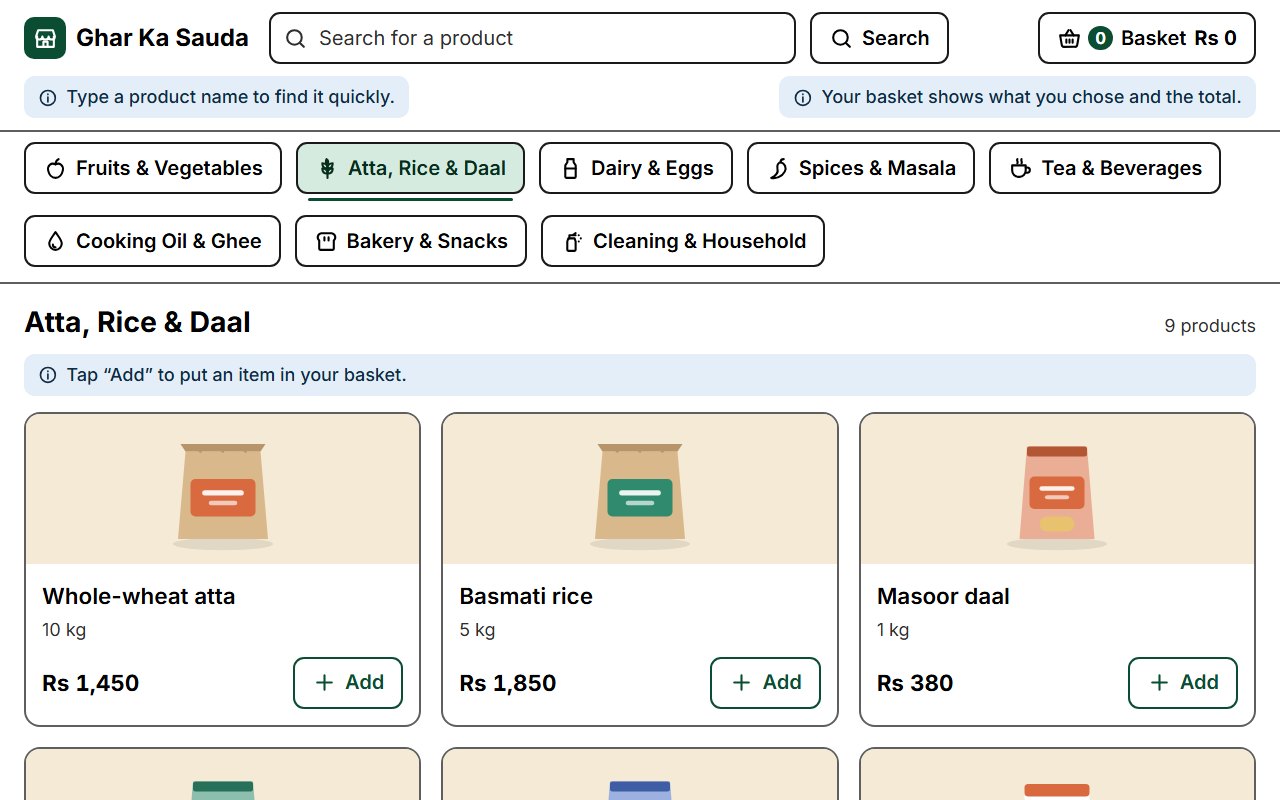 Ghar Ka Sauda
Search for a product
Search
0 Basket Rs 0
Type a product name to find it quickly.
Your basket shows what you chose and the total.
Fruits & Vegetables
Atta, Rice & Daal
Dairy & Eggs
Spices & Masala
Tea & Beverages
Cooking Oil & Ghee
Bakery & Snacks
Cleaning & Household
Atta, Rice & Daal
9 products
Tap “Add” to put an item in your basket.
Whole-wheat atta
10 kg
Rs 1,450
Add
Basmati rice
5 kg
Rs 1,850
Add
Masoor daal
1 kg
Rs 380
Add